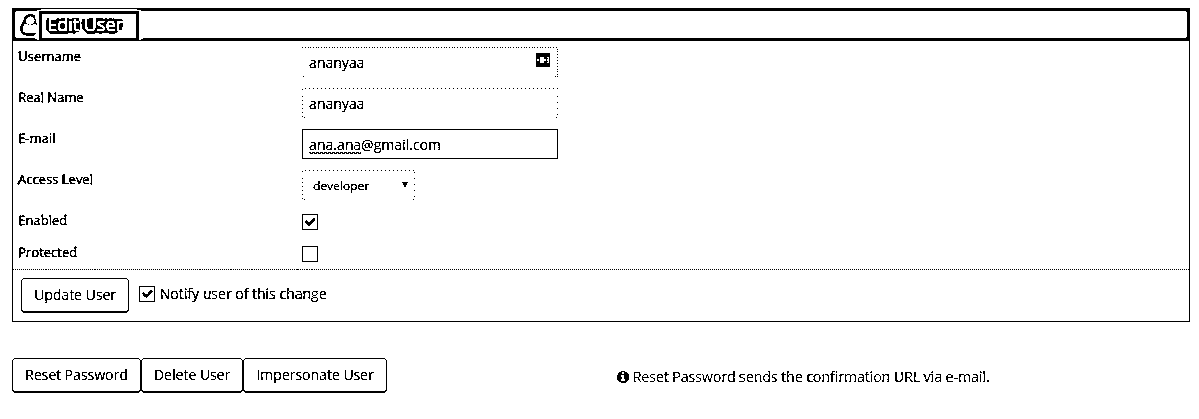 Edit User
Username ananyaa
Real Name ananyaa
E-mail ana.ana@gmail.com
Access Level developer
Enabled
Protected
Update User Notify user of this change
Reset Password Delete User Impersonate User Reset Password sends the confirmation URL via e-mail.